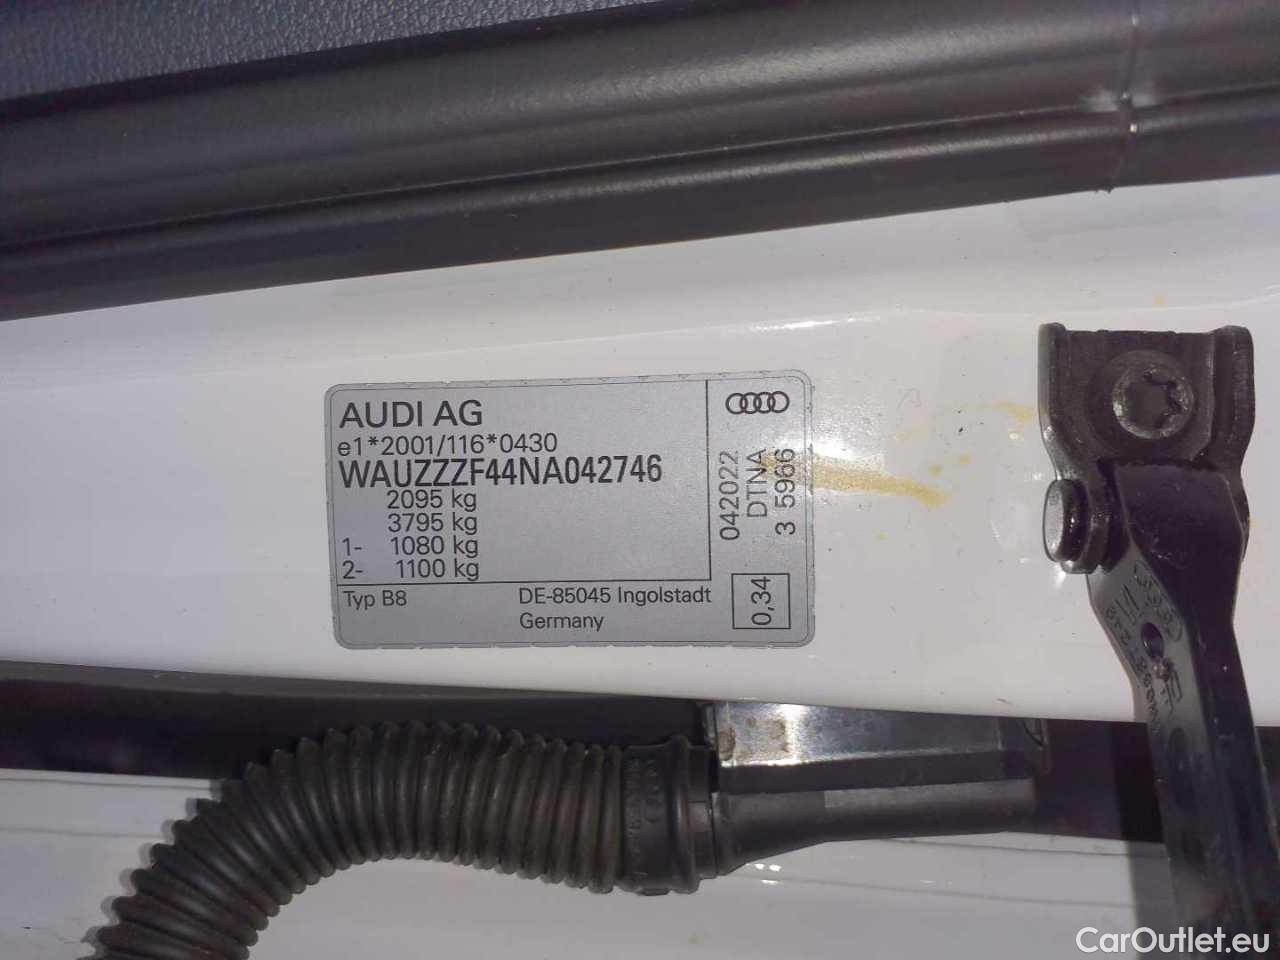 AUDI AG
e1*2001/116*0430
WAUZZZF44NA042746
2095 kg
3795 kg
1- 1080 kg
2- 1100 kg
Typ B8
DE-85045 Ingolstadt
Germany
042022
DTNA
3 5966
0,34
CarOutlet.eu